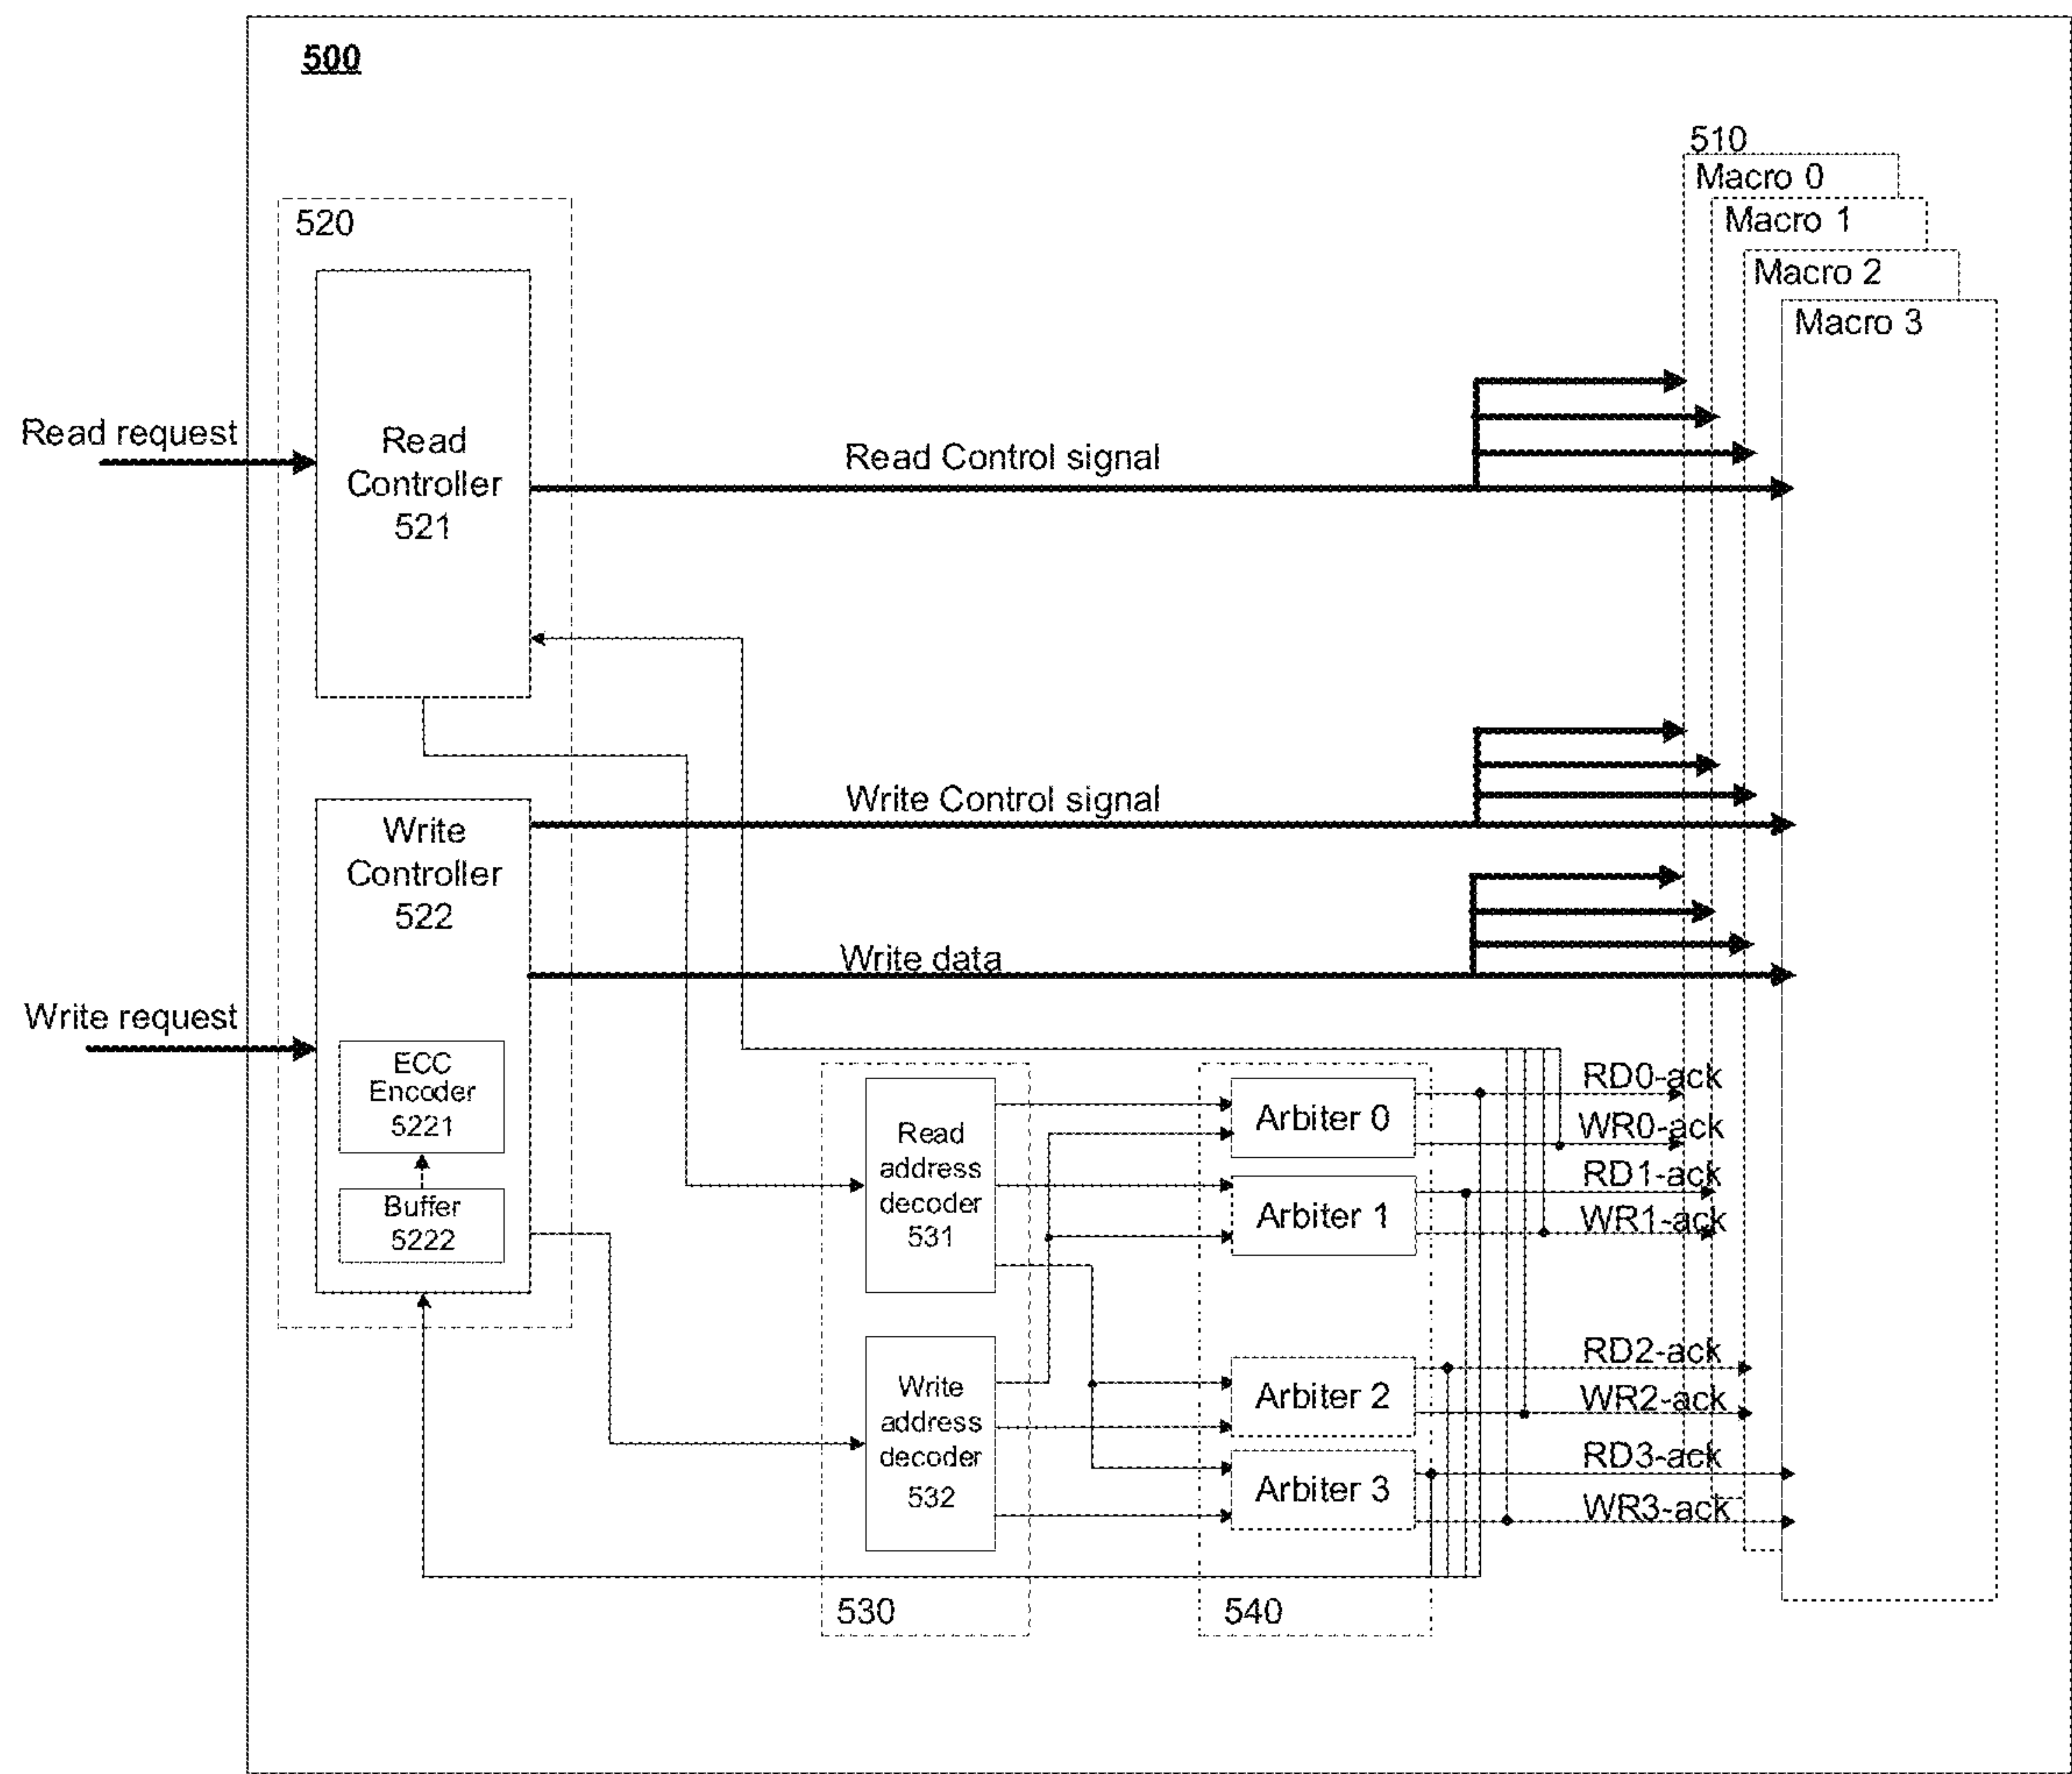 500
510
Macro 0
Macro 1
Macro 2
Macro 3
520
Read request
Read
Controller
521
Read Control signal
Write
Controller
522
Write Control signal
Write data
Write request
ECC
Encoder
5221
Buffer
5222
Read
address
decoder
531
Write
address
decoder
532
530
Arbiter 0
Arbiter 1
Arbiter 2
Arbiter 3
540
RD0-ack
WR0-ack
RD1-ack
WR1-ack
RD2-ack
WR2-ack
RD3-ack
WR3-ack